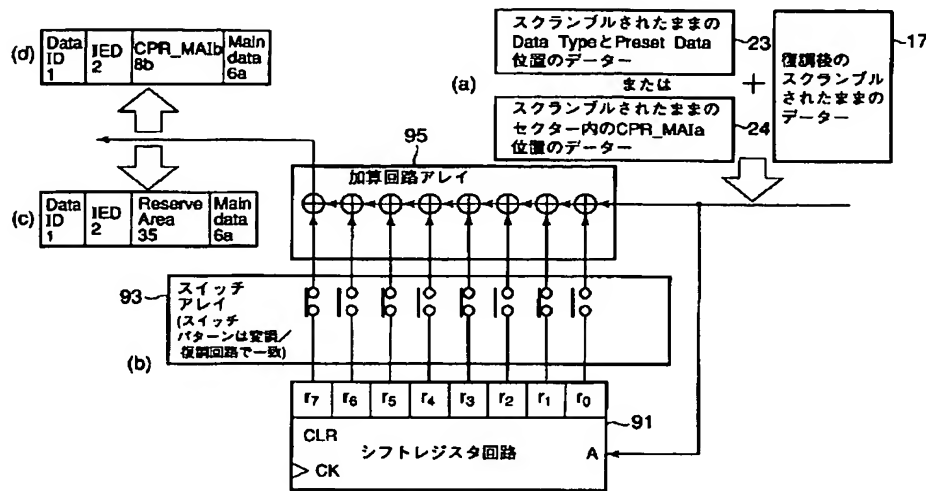 (d)
Data ID 1
IED 2
CPR_MAIb 8b
Main data 6a
(a)
スクランブルされたままの
Data TypeとPreset Data
位置のデーター
23
または
スクランブルされたままの
セクター内のCPR_MAIa
位置のデーター
24
+
復調後の
スクランブル
されたままの
データー
17
(c)
Data ID 1
IED 2
Reserve Area 35
Main data 6a
95
加算回路アレイ
93
スイッチ
アレイ
(スイッチ
パターンは変調/
復調回路で一致)
(b)
r7 r6 r5 r4 r3 r2 r1 r0
91
CLR
シフトレジスタ回路
A
CK